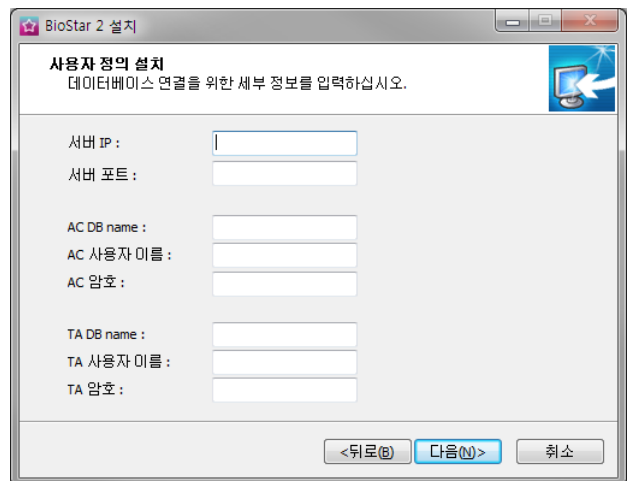 BioStar 2 설치
사용자 정의 설치
데이터베이스 연결을 위한 세부 정보를 입력하십시오.
서버 IP :
서버 포트 :
AC DB name :
AC 사용자 이름 :
AC 암호 :
TA DB name :
TA 사용자 이름 :
TA 암호 :
<뒤로(B) 다음(N)> 취소